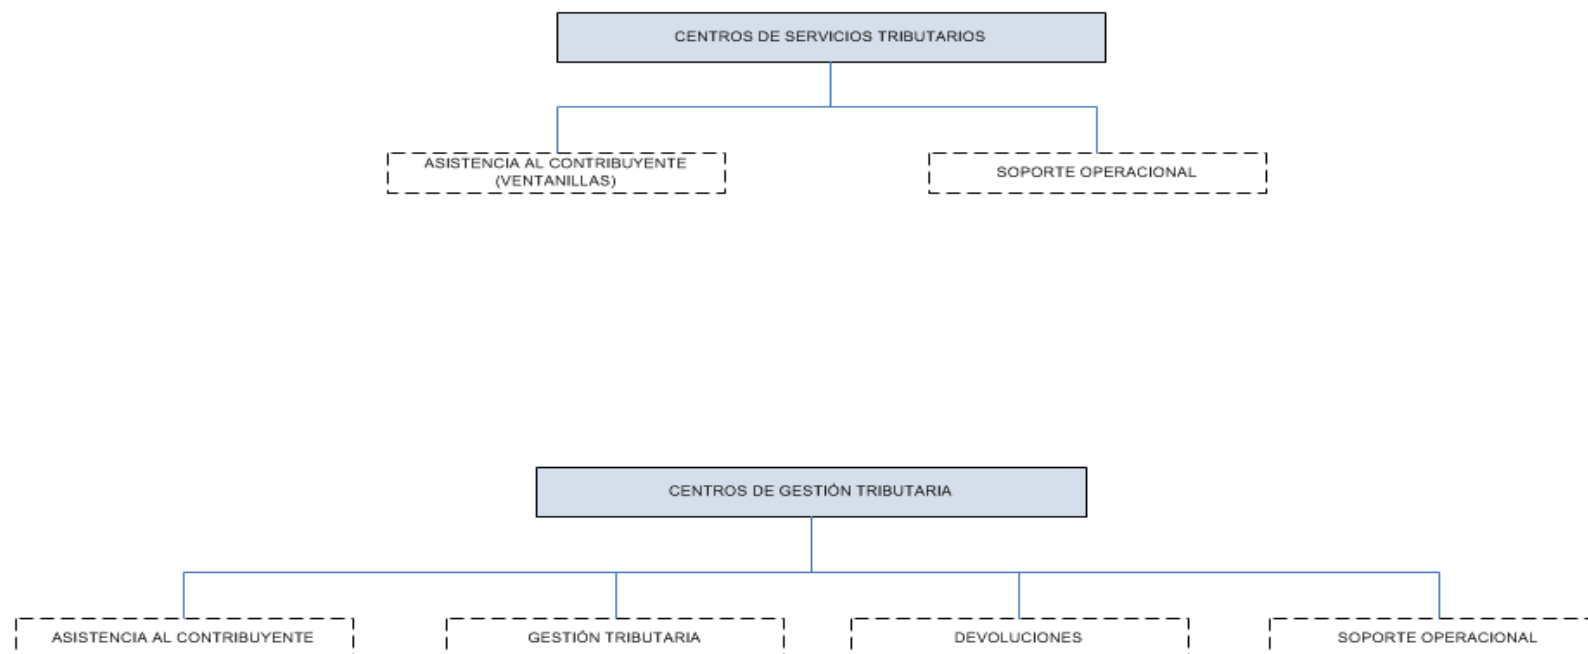 CENTROS DE SERVICIOS TRIBUTARIOS
ASISTENCIA AL CONTRIBUYENTE
(VENTANILLAS)
SOPORTE OPERACIONAL
CENTROS DE GESTIÓN TRIBUTARIA
ASISTENCIA AL CONTRIBUYENTE
GESTIÓN TRIBUTARIA
DEVOLUCIONES
SOPORTE OPERACIONAL